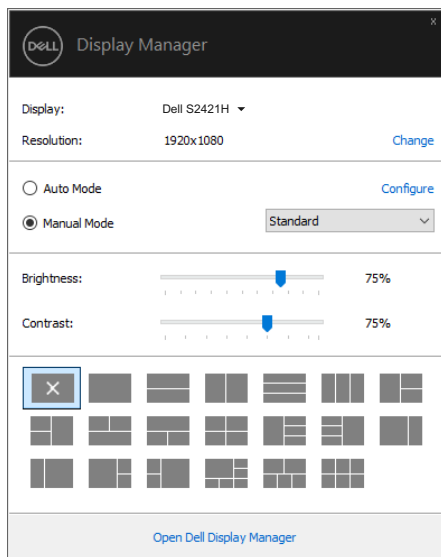 x
DELL Display Manager
Display: Dell S2421H
Resolution: 1920x1080 Change
Auto Mode Configure
Manual Mode Standard
Brightness: 75%
Contrast: 75%
Open Dell Display Manager